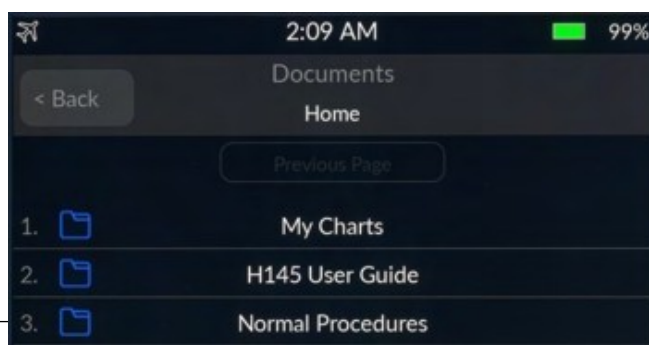 2:09 AM 99%
Documents
< Back
Home
Previous Page
1. My Charts
2. H145 User Guide
3. Normal Procedures